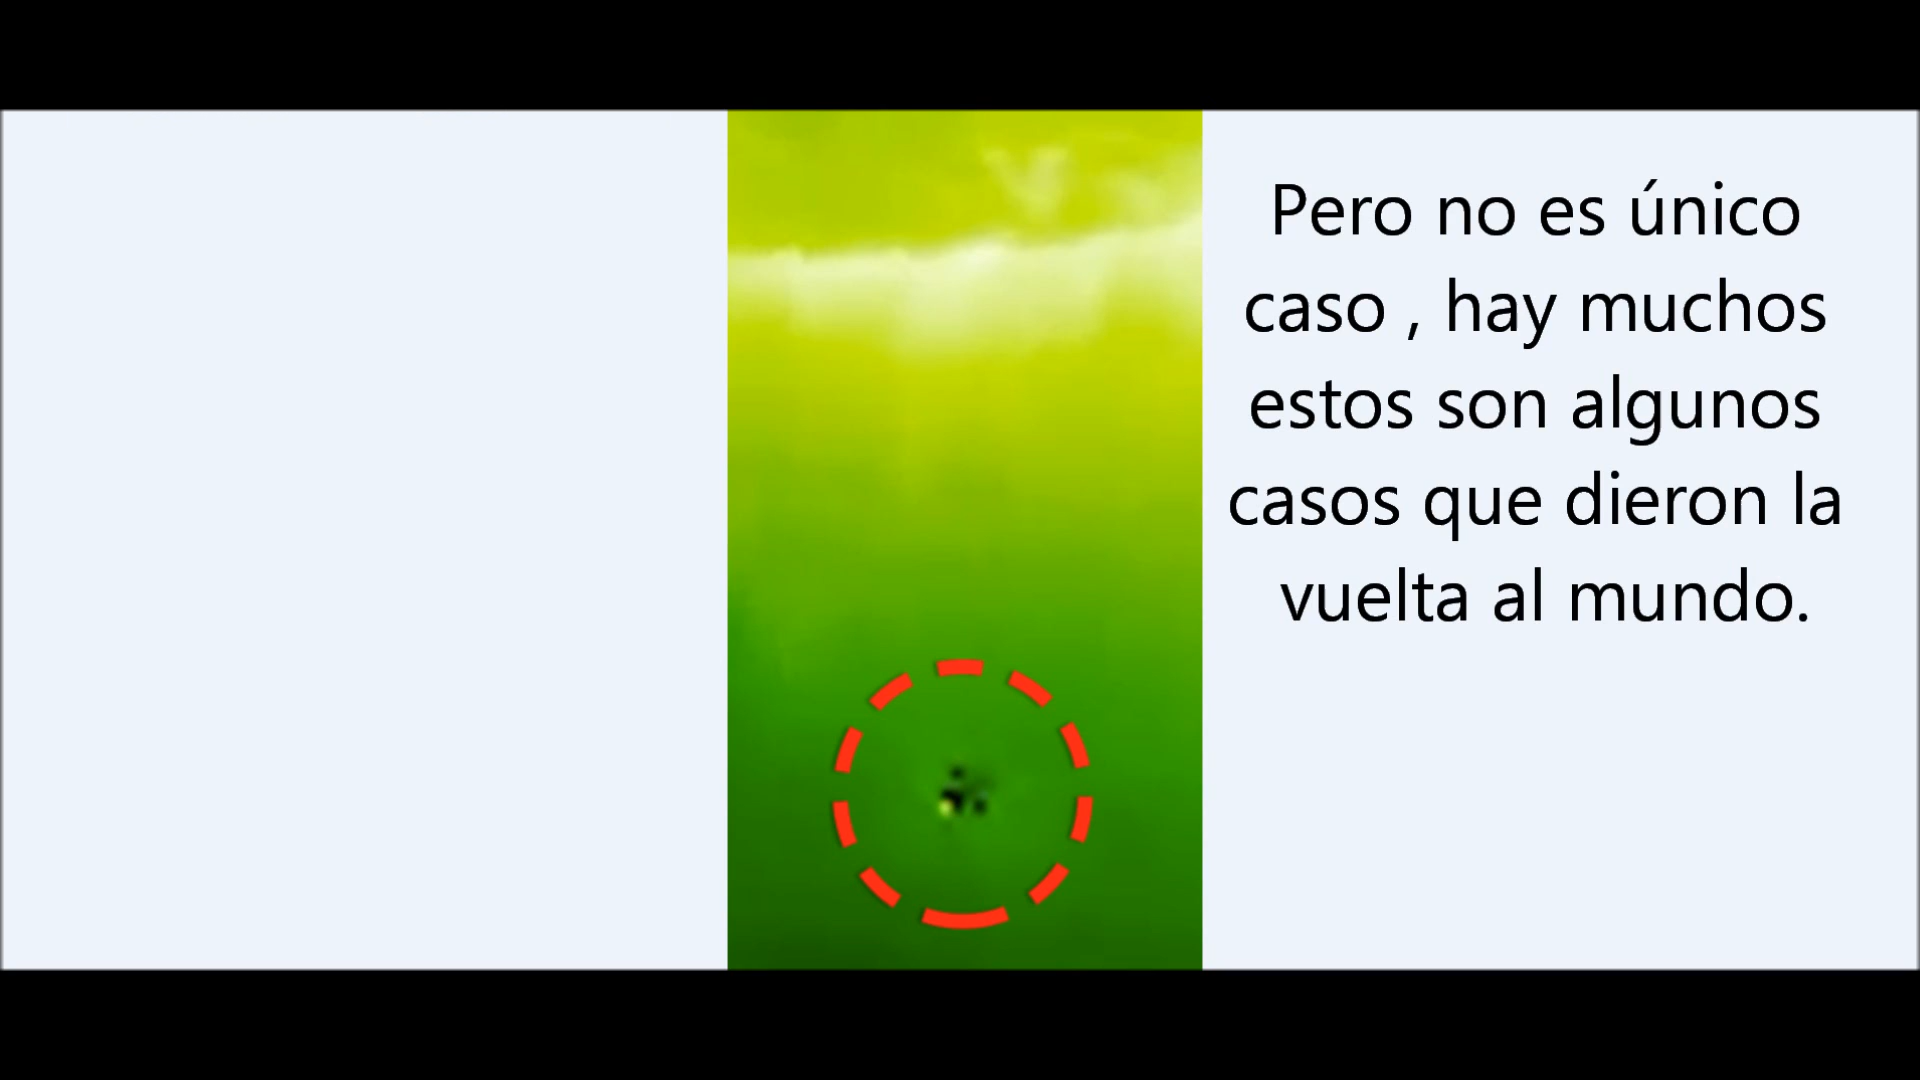 Pero no es único
caso , hay muchos
estos son algunos
casos que dieron la
vuelta al mundo.